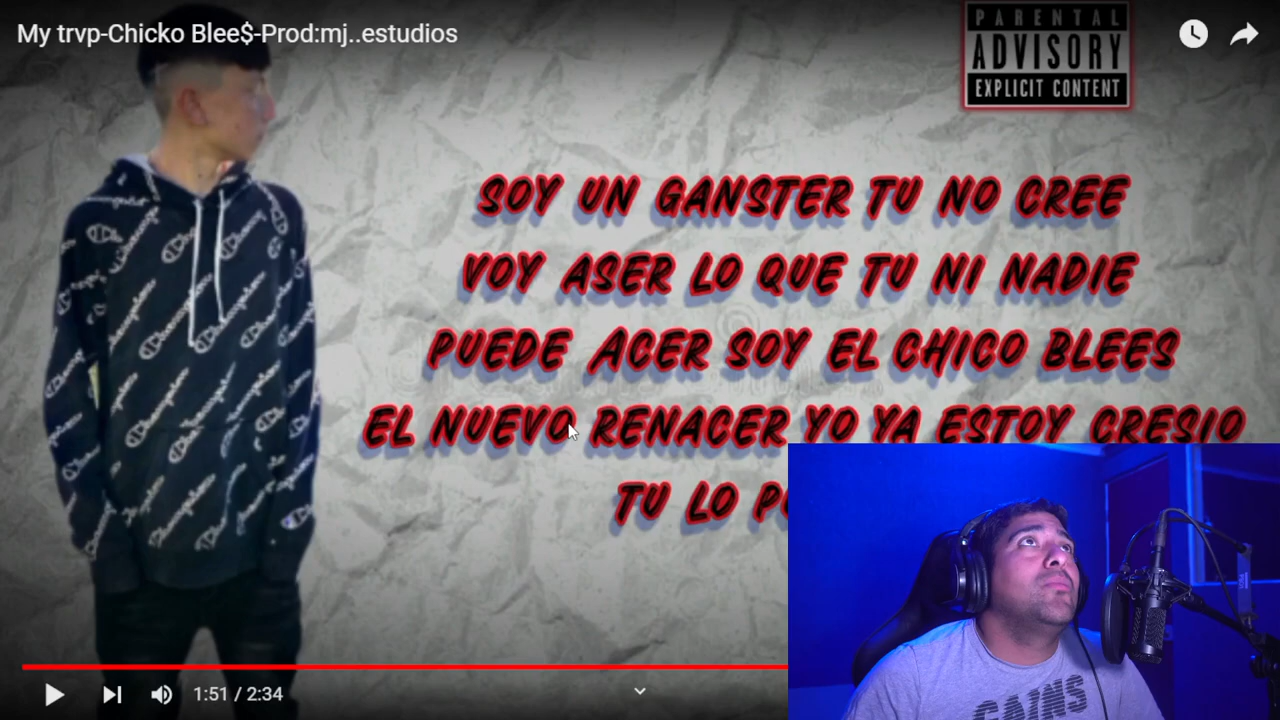 My trvp-Chicko Blee$-Prod:mj..estudios
PARENTAL
ADVISORY
EXPLICIT CONTENT
SOY UN GANSTER TU NO CREE
VOY ASER LO QUE TU NI NADIE
PUEDE ACER SOY EL CHICO BLEES
EL NUEVO RENACER YO YA ESTOY CRESIO
TU LO
1:51 / 2:34
GAINS